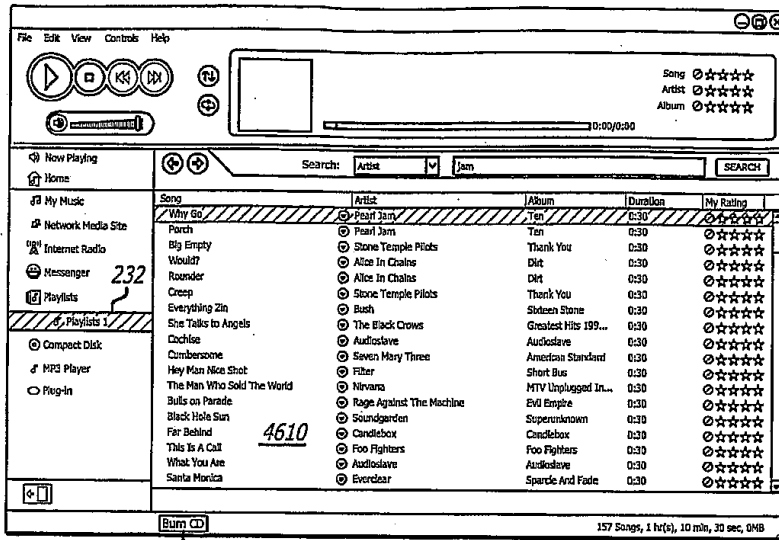 File Edit View Controls Help
Song
Artist
Album
0:00/0:00
Now Playing
Home
Search: Artist Jam SEARCH
My Music
Network Media Site
Internet Radio
Messenger
232
Playlists
Playlists 1
Compact Disk
MP3 Player
Plug-in
Song Artist Album Duration My Rating
Why Go Pearl Jam Ten 0:30
Porch Pearl Jam Ten 0:30
Big Empty Stone Temple Pilots Thank You 0:30
Would? Alice In Chains Dirt 0:30
Rounder Alice In Chains Dirt 0:30
Creep Stone Temple Pilots Thank You 0:30
Everything Zin Bush Sixteen Stone 0:30
She Talks to Angels The Black Crows Greatest Hits 199... 0:30
Cochise Audioslave Audioslave 0:30
Cumbersome Seven Mary Three American Standard 0:30
Hey Man Nice Shot Filter Short Bus 0:30
The Man Who Sold The World Nirvana MTV Unplugged In... 0:30
Bulls on Parade Rage Against The Machine Evil Empire 0:30
Black Hole Sun Soundgarden Superunknown 0:30
Far Behind Candlebox Candlebox 0:30
4610
This Is A Call Foo Fighters Foo Fighters 0:30
What You Are Audioslave Audioslave 0:30
Santa Monica Everclear Sparcle And Fade 0:30
Burn
157 Songs, 1 hr(s), 10 min, 30 sec, 0MB